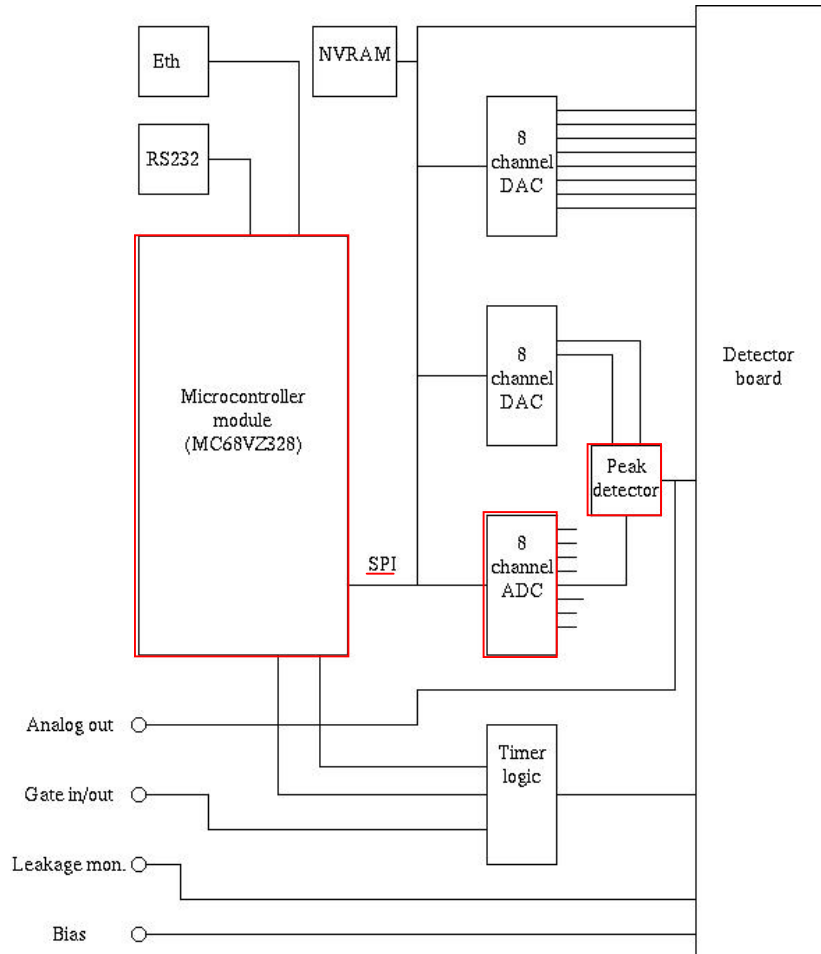 Eth
NVRAM
8
channel
DAC
RS232
8
channel
DAC
Detector
board
Microcontroller
module
(MC68VZ328)
Peak
detector
SPI
8
channel
ADC
Analog out
Timer
logic
Gate in/out
Leakage mon.
Bias